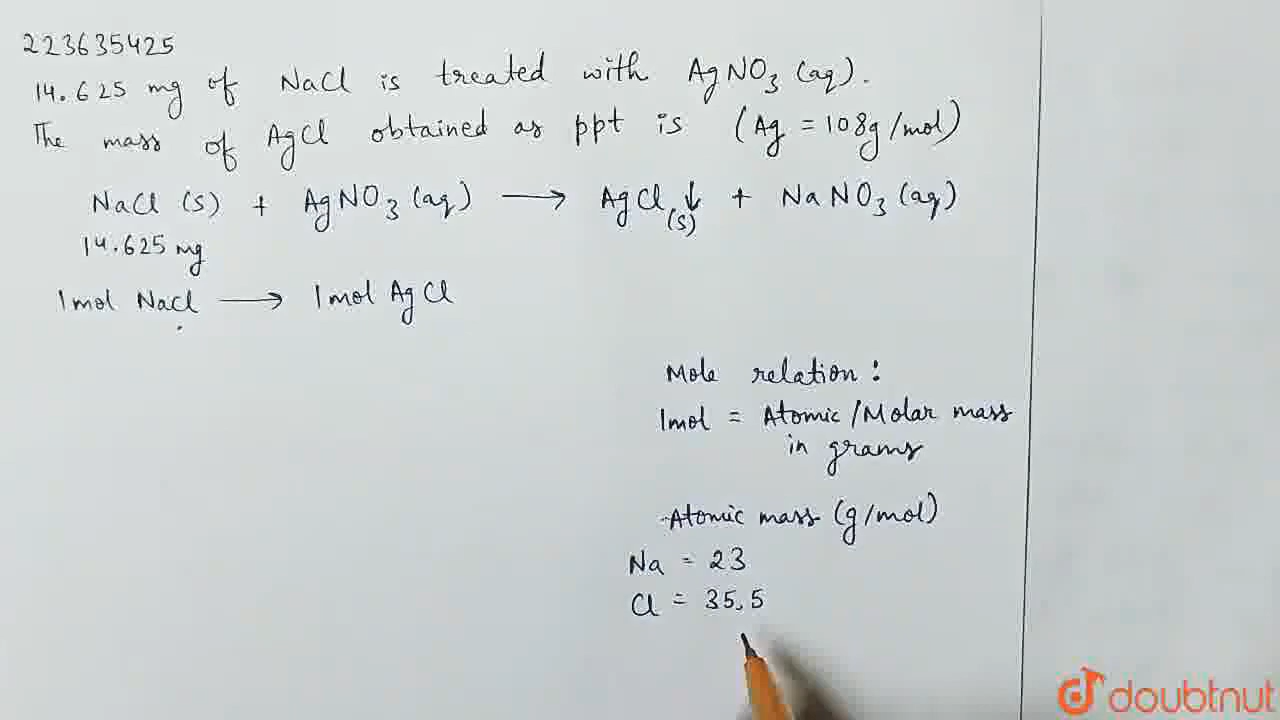 223635425
14.625 mg of NaCl is treated with AgNO₃ (aq).
The mass of AgCl obtained as ppt is (Ag = 108g/mol)
NaCl (s) + AgNO₃ (aq) ⟶ AgCl↓ (s) + NaNO₃ (aq)
14.625 mg
1mol NaCl ⟶ 1mol AgCl
Mole relation :
1mol = Atomic/Molar mass
in grams
Atomic mass (g/mol)
Na = 23
Cl = 35.5
doubtnut